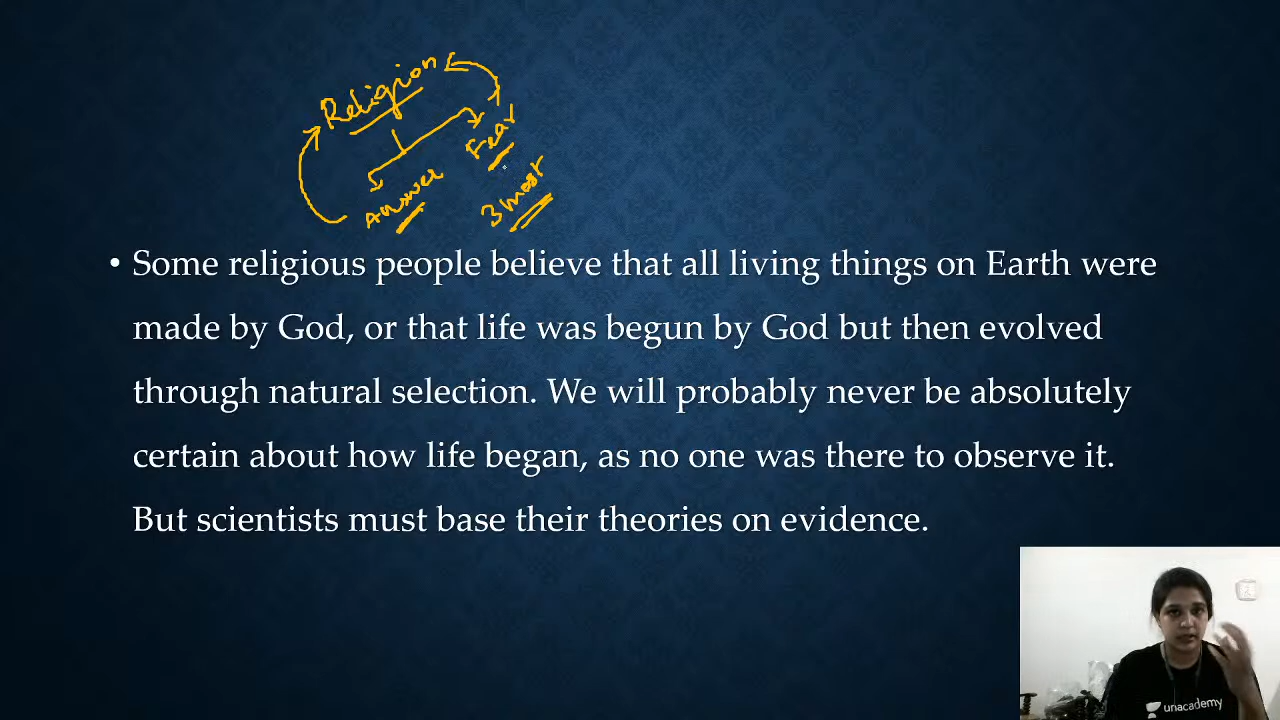 Religion
Fear
Answer
3 most
• Some religious people believe that all living things on Earth were
made by God, or that life was begun by God but then evolved
through natural selection. We will probably never be absolutely
certain about how life began, as no one was there to observe it.
But scientists must base their theories on evidence.
unacademy